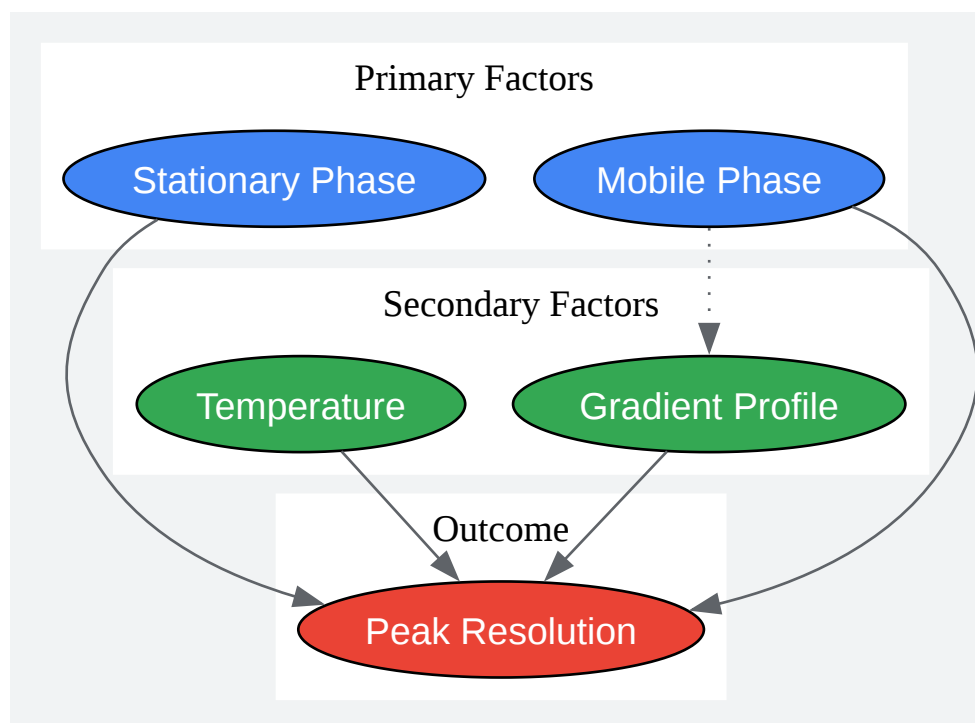 Primary Factors
Stationary Phase
Mobile Phase
Secondary Factors
Temperature
Gradient Profile
Outcome
Peak Resolution